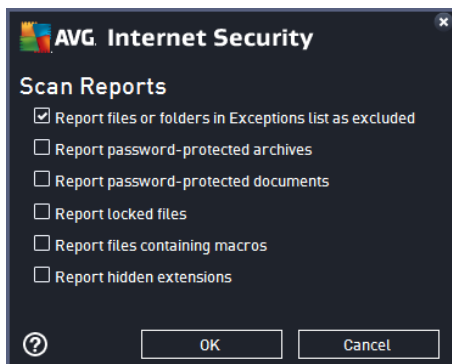 AVG Internet Security
Scan Reports
Report files or folders in Exceptions list as excluded
Report password-protected archives
Report password-protected documents
Report locked files
Report files containing macros
Report hidden extensions
?
OK
Cancel